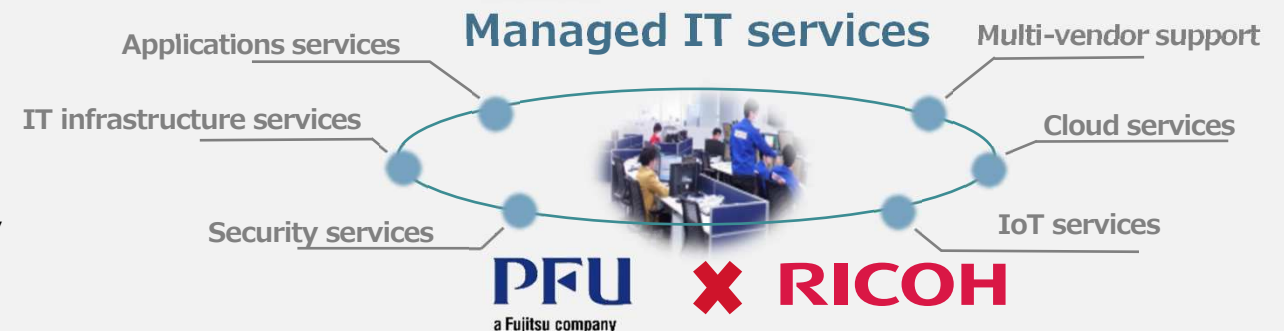 Managed IT services
Applications services
Multi-vendor support
IT infrastructure services
Cloud services
Security services
IoT services
PFU
a Fujitsu company
RICOH